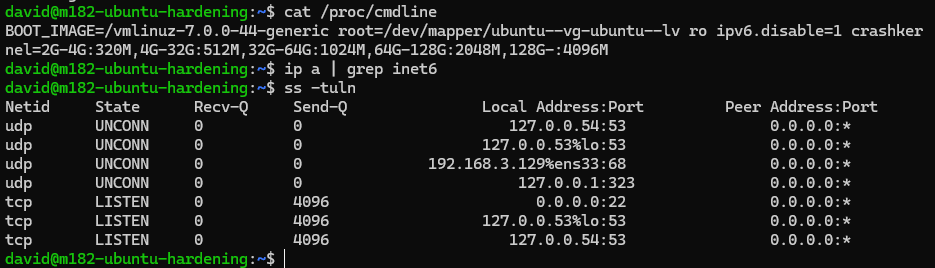 david@m182-ubuntu-hardening:~$ cat /proc/cmdline
BOOT_IMAGE=/vmlinuz-7.0.0-44-generic root=/dev/mapper/ubuntu--vg-ubuntu--lv ro ipv6.disable=1 crashker
nel=2G-4G:320M,4G-32G:512M,32G-64G:1024M,64G-128G:2048M,128G-:4096M
david@m182-ubuntu-hardening:~$ ip a | grep inet6
david@m182-ubuntu-hardening:~$ ss -tuln
Netid State Recv-Q Send-Q Local Address:Port Peer Address:Port
udp UNCONN 0 0 127.0.0.54:53 0.0.0.0:*
udp UNCONN 0 0 127.0.0.53%lo:53 0.0.0.0:*
udp UNCONN 0 0 192.168.3.129%ens33:68 0.0.0.0:*
udp UNCONN 0 0 127.0.0.1:323 0.0.0.0:*
tcp LISTEN 0 4096 0.0.0.0:22 0.0.0.0:*
tcp LISTEN 0 4096 127.0.0.53%lo:53 0.0.0.0:*
tcp LISTEN 0 4096 127.0.0.54:53 0.0.0.0:*
david@m182-ubuntu-hardening:~$